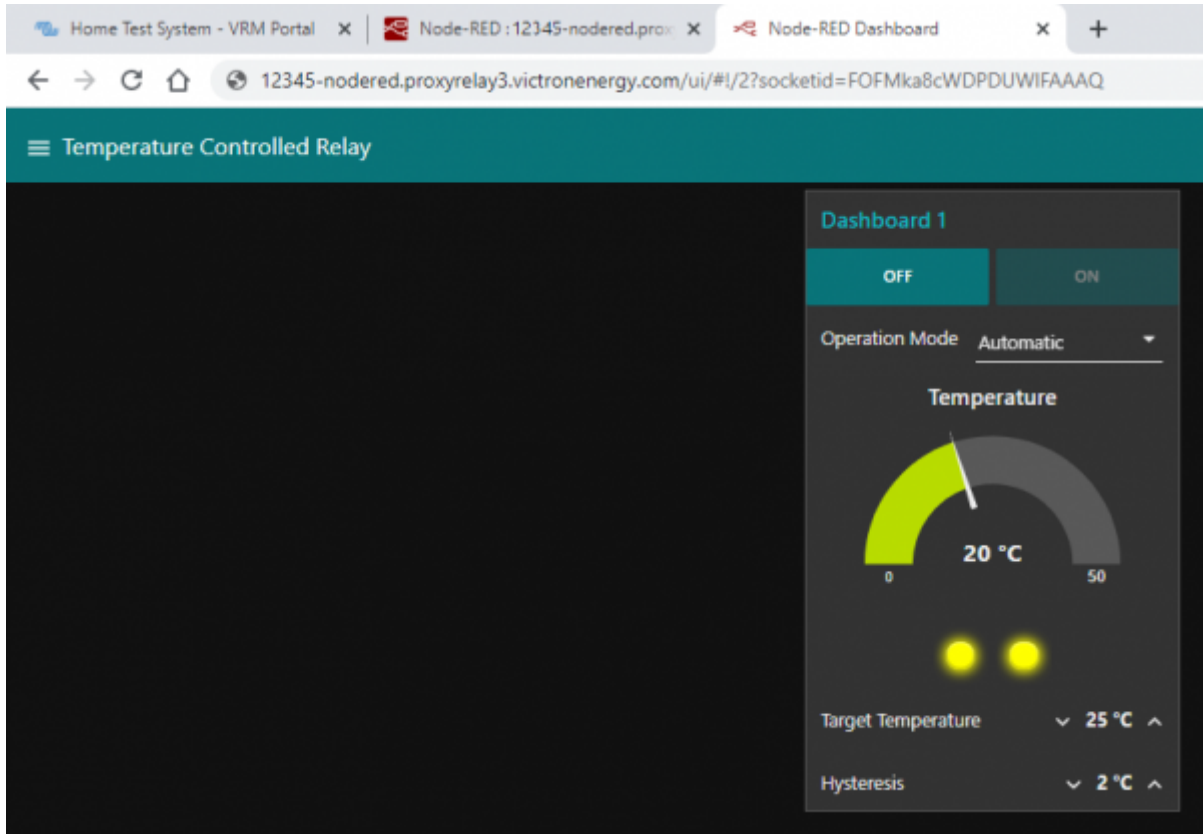 Home Test System - VRM Portal
Node-RED : 12345-nodered.prox
Node-RED Dashboard
12345-nodered.proxyrelay3.victronenergy.com/ui/#!/2?socketid=FOFMka8cWDPDUWIFAAAQ
Temperature Controlled Relay
Dashboard 1
OFF ON
Operation Mode Automatic
Temperature
20 °C
0 50
Target Temperature 25 °C
Hysteresis 2 °C